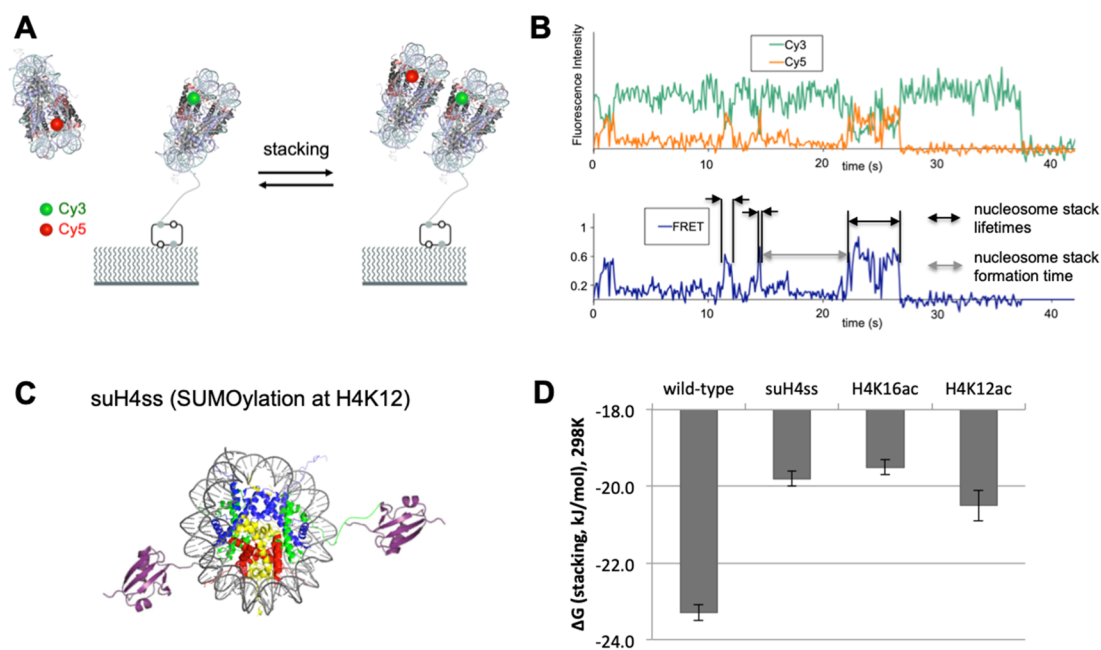 A
stacking
Cy3
Cy5
B
Fluorescence Intensity
Cy3
Cy5
0
10
20
30
40
time (s)
FRET
1
0.6
0.2
0
10
20
30
40
time (s)
nucleosome stack
lifetimes
nucleosome stack
formation time
C
suH4ss (SUMOylation at H4K12)
D
wild-type suH4ss H4K16ac H4K12ac
ΔG (stacking, kJ/mol), 298K
-18.0
-20.0
-22.0
-24.0